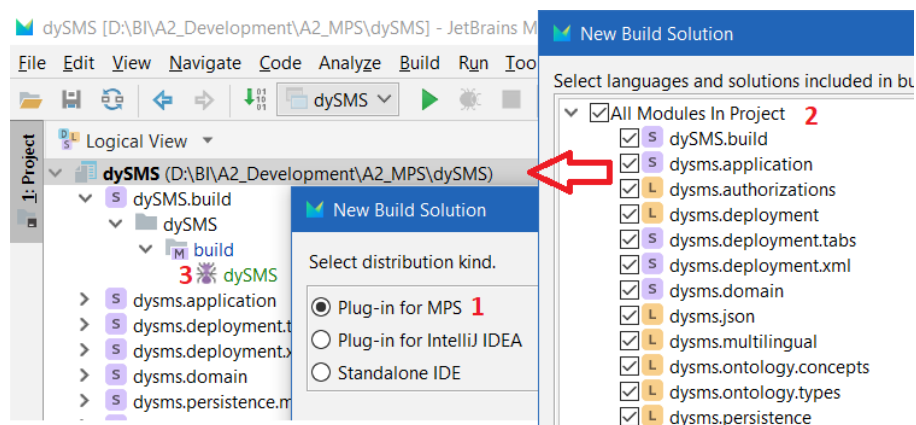 dySMS [D:\BI\A2_Development\A2_MPS\dySMS] - JetBrains M
File Edit View Navigate Code Analyze Build Run Too
dySMS
1: Project
Logical View
dySMS (D:\BI\A2_Development\A2_MPS\dySMS)
S dySMS.build
dySMS
M build
3 dySMS
S dysms.application
S dysms.deployment.t
S dysms.deployment.x
S dysms.domain
S dysms.persistence.m
New Build Solution
Select distribution kind.
Plug-in for MPS 1
Plug-in for IntelliJ IDEA
Standalone IDE
New Build Solution
Select languages and solutions included in bu
All Modules In Project 2
S dySMS.build
S dysms.application
L dysms.authorizations
L dysms.deployment
S dysms.deployment.tabs
S dysms.deployment.xml
S dysms.domain
L dysms.json
L dysms.multilingual
L dysms.ontology.concepts
L dysms.ontology.types
L dysms.persistence